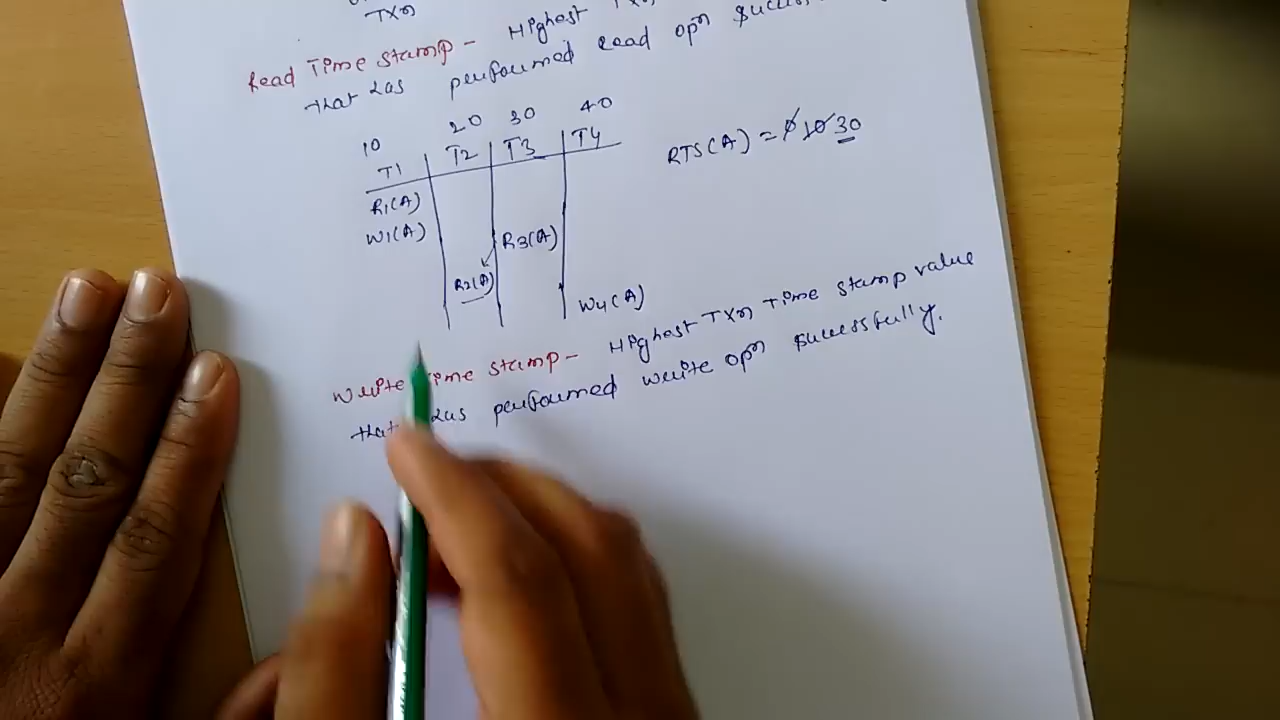 TXn
Read Time Stamp - Highest
that has performed read opn
10 20 30 40
T1 T2 T3 T4
RTS(A) = 0 10 30
R1(A)
W1(A) R3(A)
R2(A)
W4(A)
Write Time Stamp - Highest TXn Time Stamp value
that has performed write opn successfully.